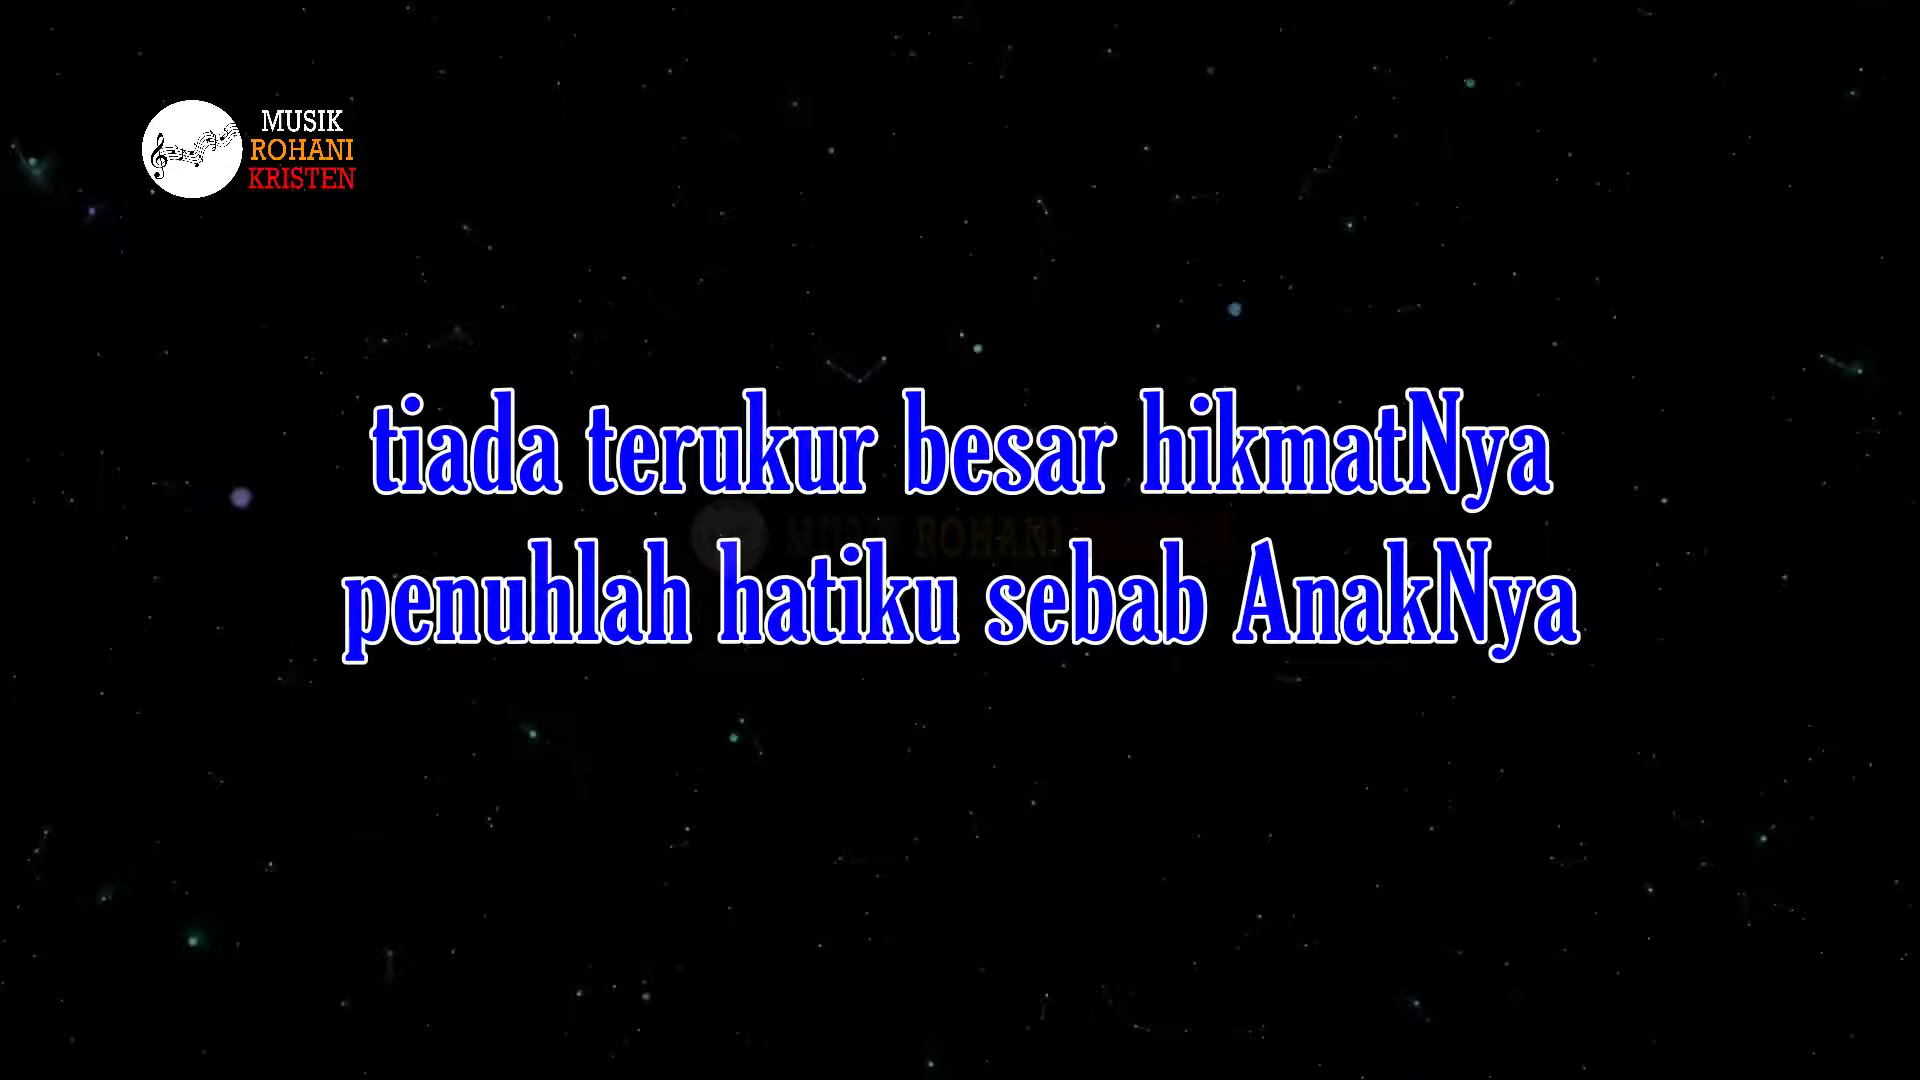 MUSIK
ROHANI
KRISTEN
tiada terukur besar hikmatNya
penuhlah hatiku sebab AnakNya